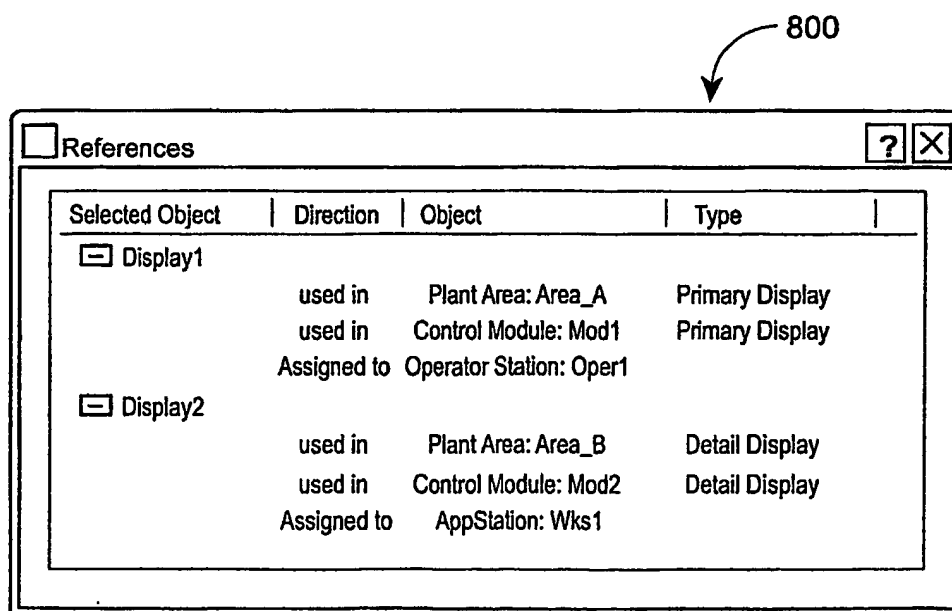 800
References ? X
Selected Object | Direction | Object | Type |
Display1
used in Plant Area: Area_A Primary Display
used in Control Module: Mod1 Primary Display
Assigned to Operator Station: Oper1
Display2
used in Plant Area: Area_B Detail Display
used in Control Module: Mod2 Detail Display
Assigned to AppStation: Wks1